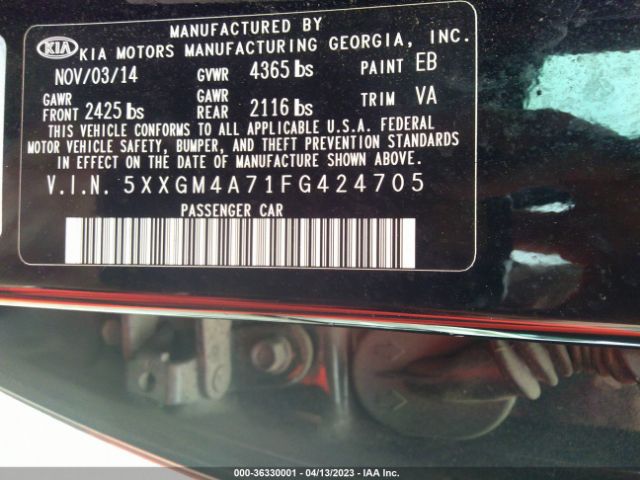 MANUFACTURED BY
KIA KIA MOTORS MANUFACTURING GEORGIA, INC.
NOV/03/14 GVWR 4365 lbs PAINT EB
GAWR FRONT 2425 lbs GAWR REAR 2116 lbs TRIM VA
THIS VEHICLE CONFORMS TO ALL APPLICABLE U.S.A. FEDERAL
MOTOR VEHICLE SAFETY, BUMPER, AND THEFT PREVENTION STANDARDS
IN EFFECT ON THE DATE OF MANUFACTURE SHOWN ABOVE.
V.I.N. 5XXGM4A71FG424705
PASSENGER CAR
000-36330001 - 04/13/2023 - IAA Inc.